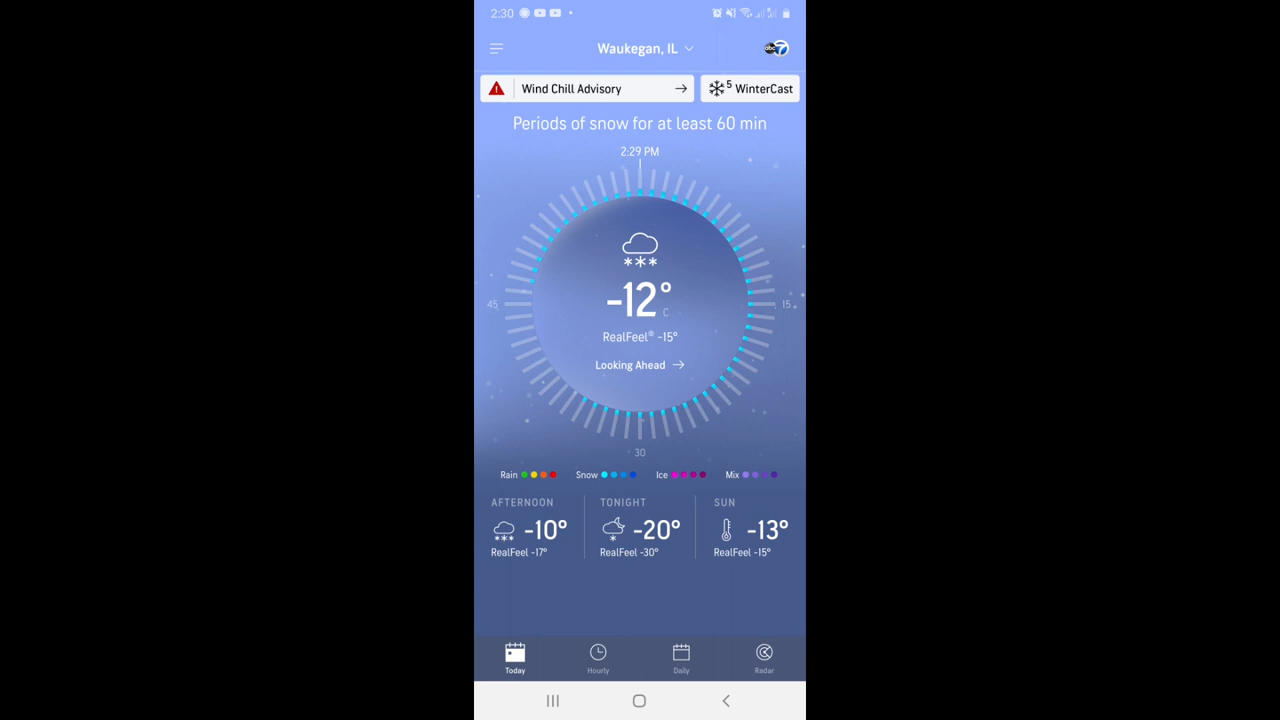 2:30
Waukegan, IL
abc 7
Wind Chill Advisory
5 WinterCast
Periods of snow for at least 60 min
2:29 PM
45
15
-12°
C
RealFeel® -15°
Looking Ahead
30
Rain Snow Ice Mix
AFTERNOON TONIGHT SUN
-10° -20° -13°
RealFeel -17° RealFeel -30° RealFeel -15°
Today Hourly Daily Radar